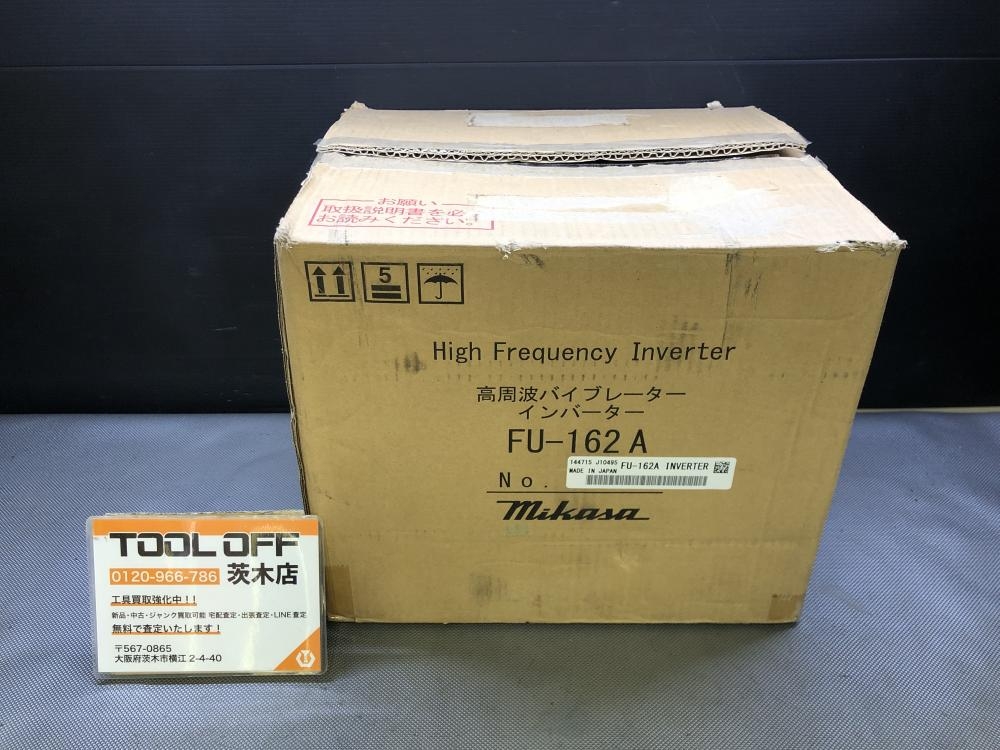 お願い
取扱説明書を必ず
お読みください。
5
High Frequency Inverter
高周波バイブレーター
インバーター
FU-162A
144715 J10495 FU-162A INVERTER
MADE IN JAPAN
No.
Mikasa
TOOL OFF
0120-966-786 茨木店
工具買取強化中!!
新品・中古・ジャンク買取可能 宅配査定・出張査定・LINE査定
無料で査定いたします!
〒567-0865
大阪府茨木市横江 2-4-40